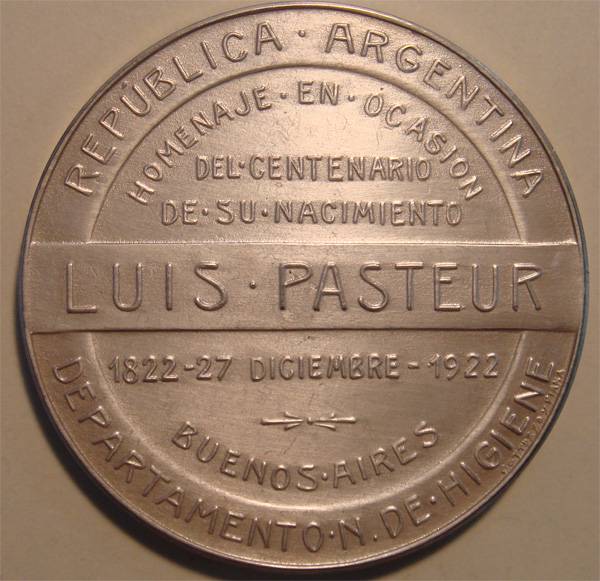 REPÚBLICA · ARGENTINA
HOMENAJE · EN · OCASION
DEL · CENTENARIO
DE · SU · NACIMIENTO
LUIS · PASTEUR
1822-27 DICIEMBRE - 1922
BUENOS · AIRES
DEPARTAMENTO · N. DE · HIGIENE